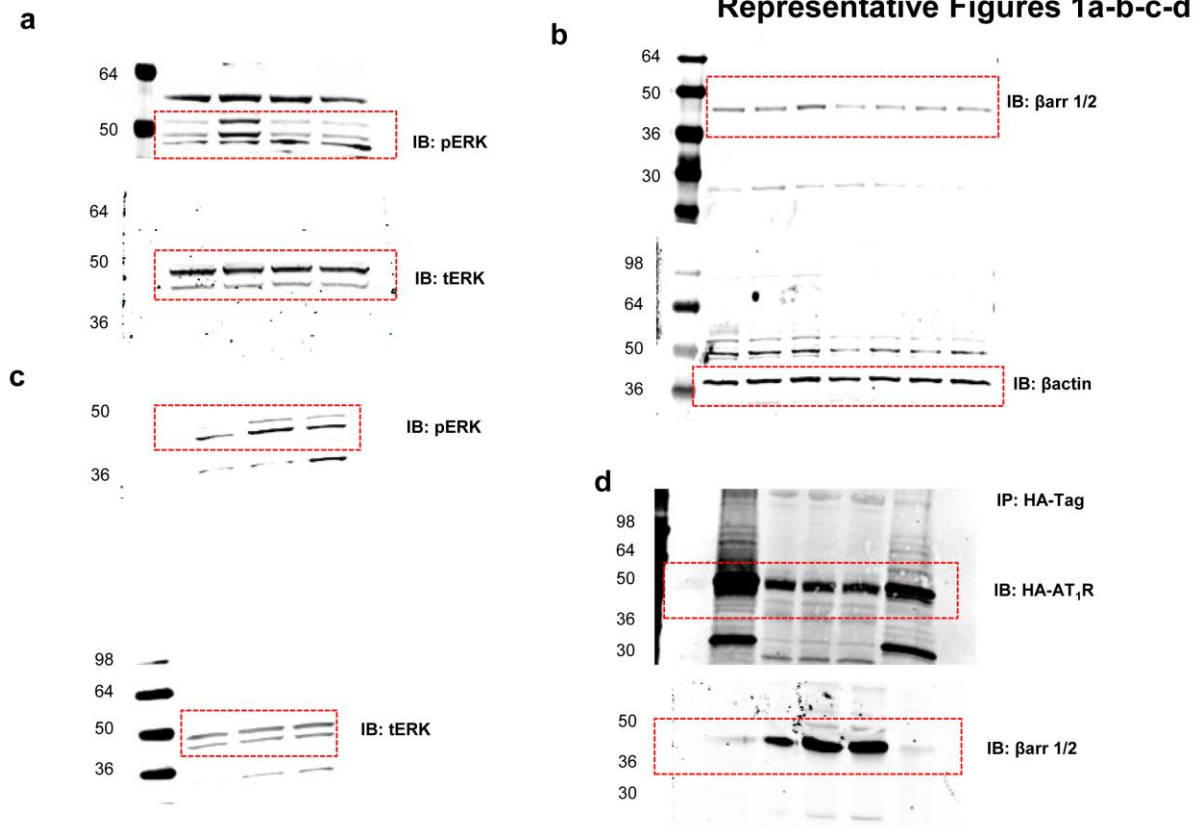 Representative Figures 1a-b-c-d
a
64
50
IB: pERK
64
50
IB: tERK
36
b
64
50
IB: βarr 1/2
36
30
98
64
50
36
IB: βactin
c
50
IB: pERK
36
98
64
50
IB: tERK
36
d
IP: HA-Tag
98
64
50
IB: HA-AT₁R
36
30
50
IB: βarr 1/2
36
30